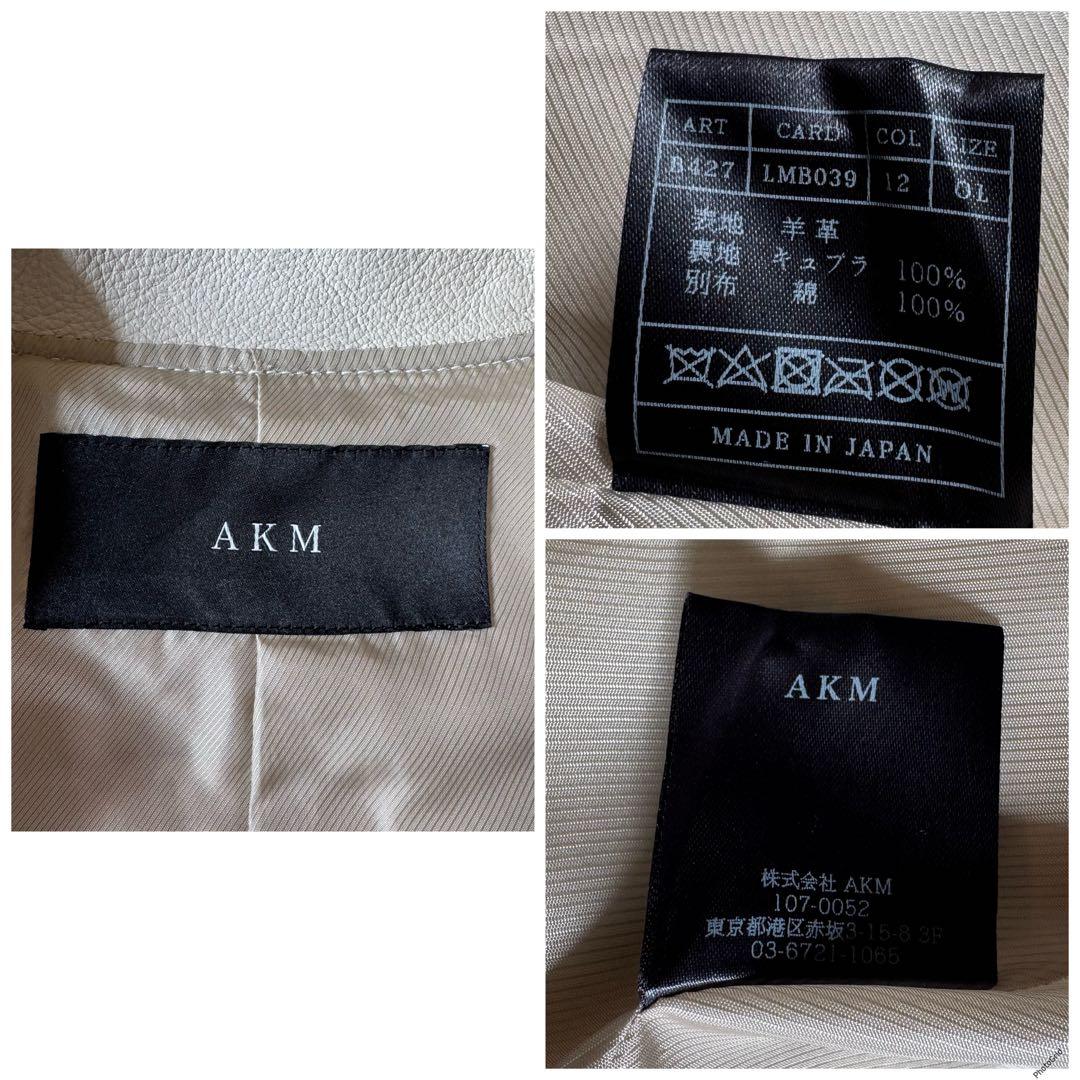 AKM
ART CARD COL SIZE
B427 LMB039 12 OL
表地 羊革
裏地 キュプラ 100%
別布 綿 100%
MADE IN JAPAN
AKM
株式会社 AKM
107-0052
東京都港区赤坂3-15-8 3F
03-6721-1065